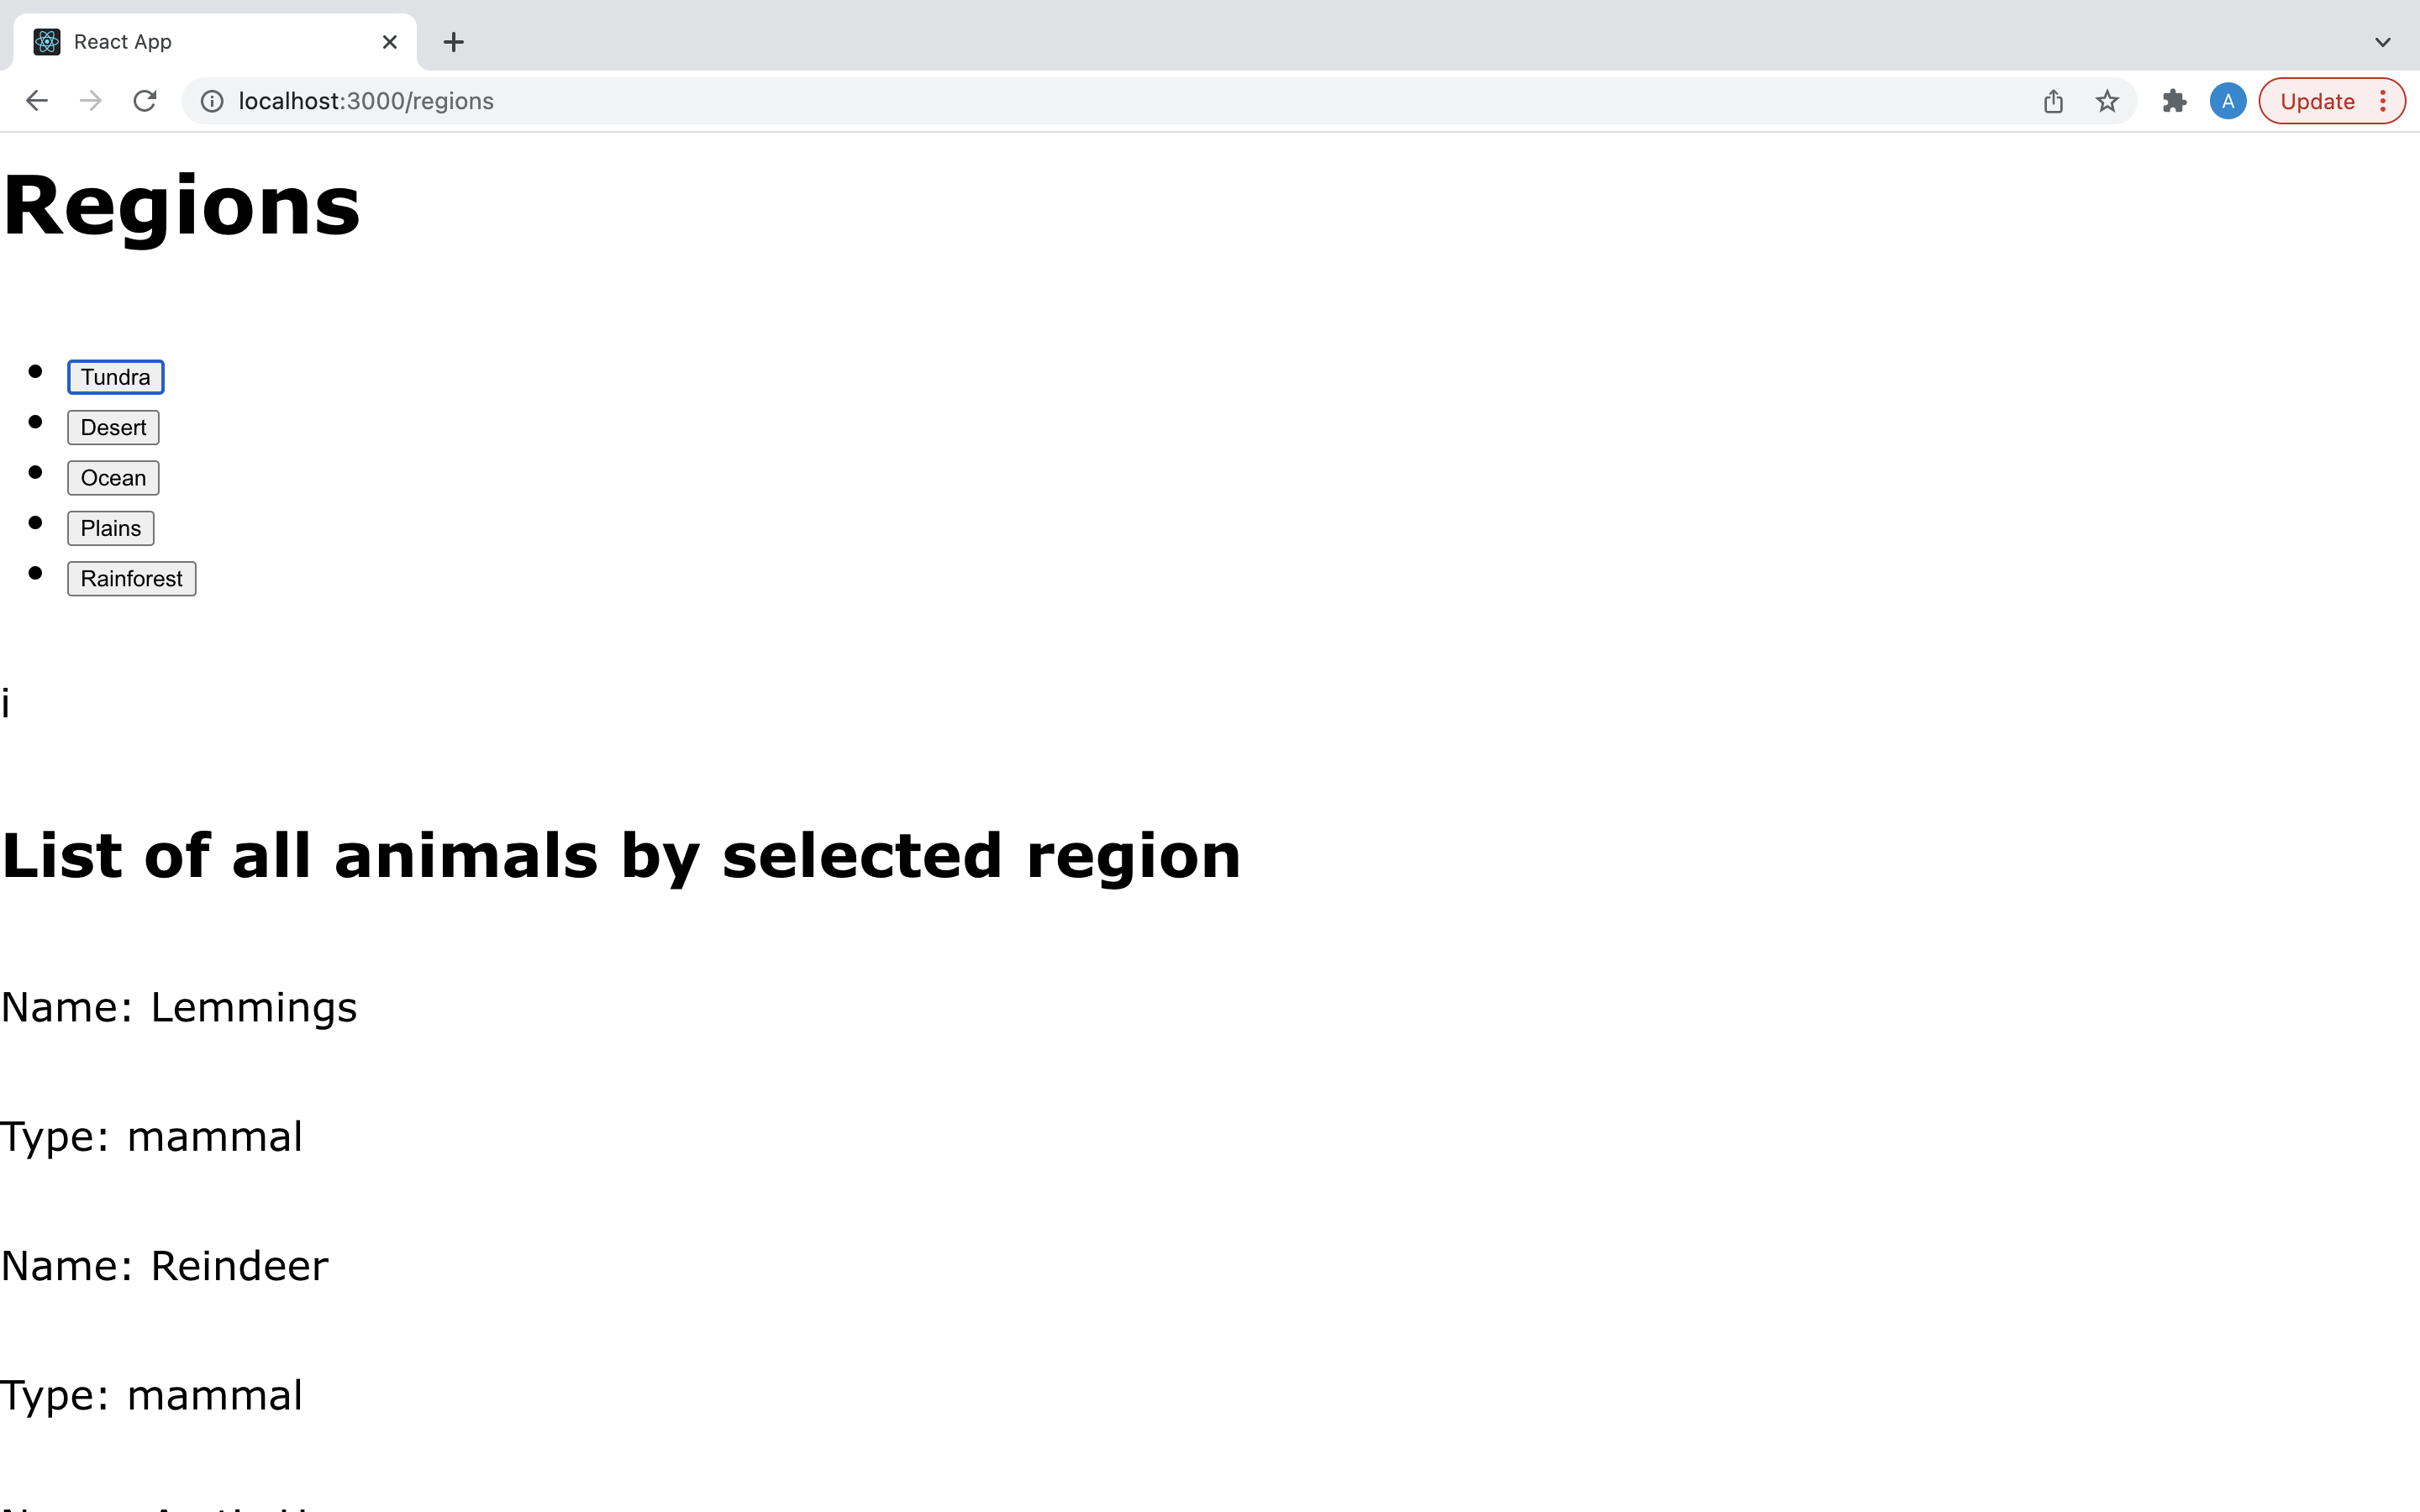 React App
localhost:3000/regions
A
Update
Regions
Tundra
Desert
Ocean
Plains
Rainforest
i
List of all animals by selected region
Name: Lemmings
Type: mammal
Name: Reindeer
Type: mammal